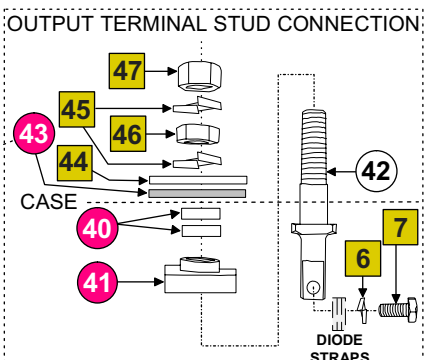 OUTPUT TERMINAL STUD CONNECTION
47
45
46
43
44
42
CASE
40
7
6
41
DIODE
STRAPS